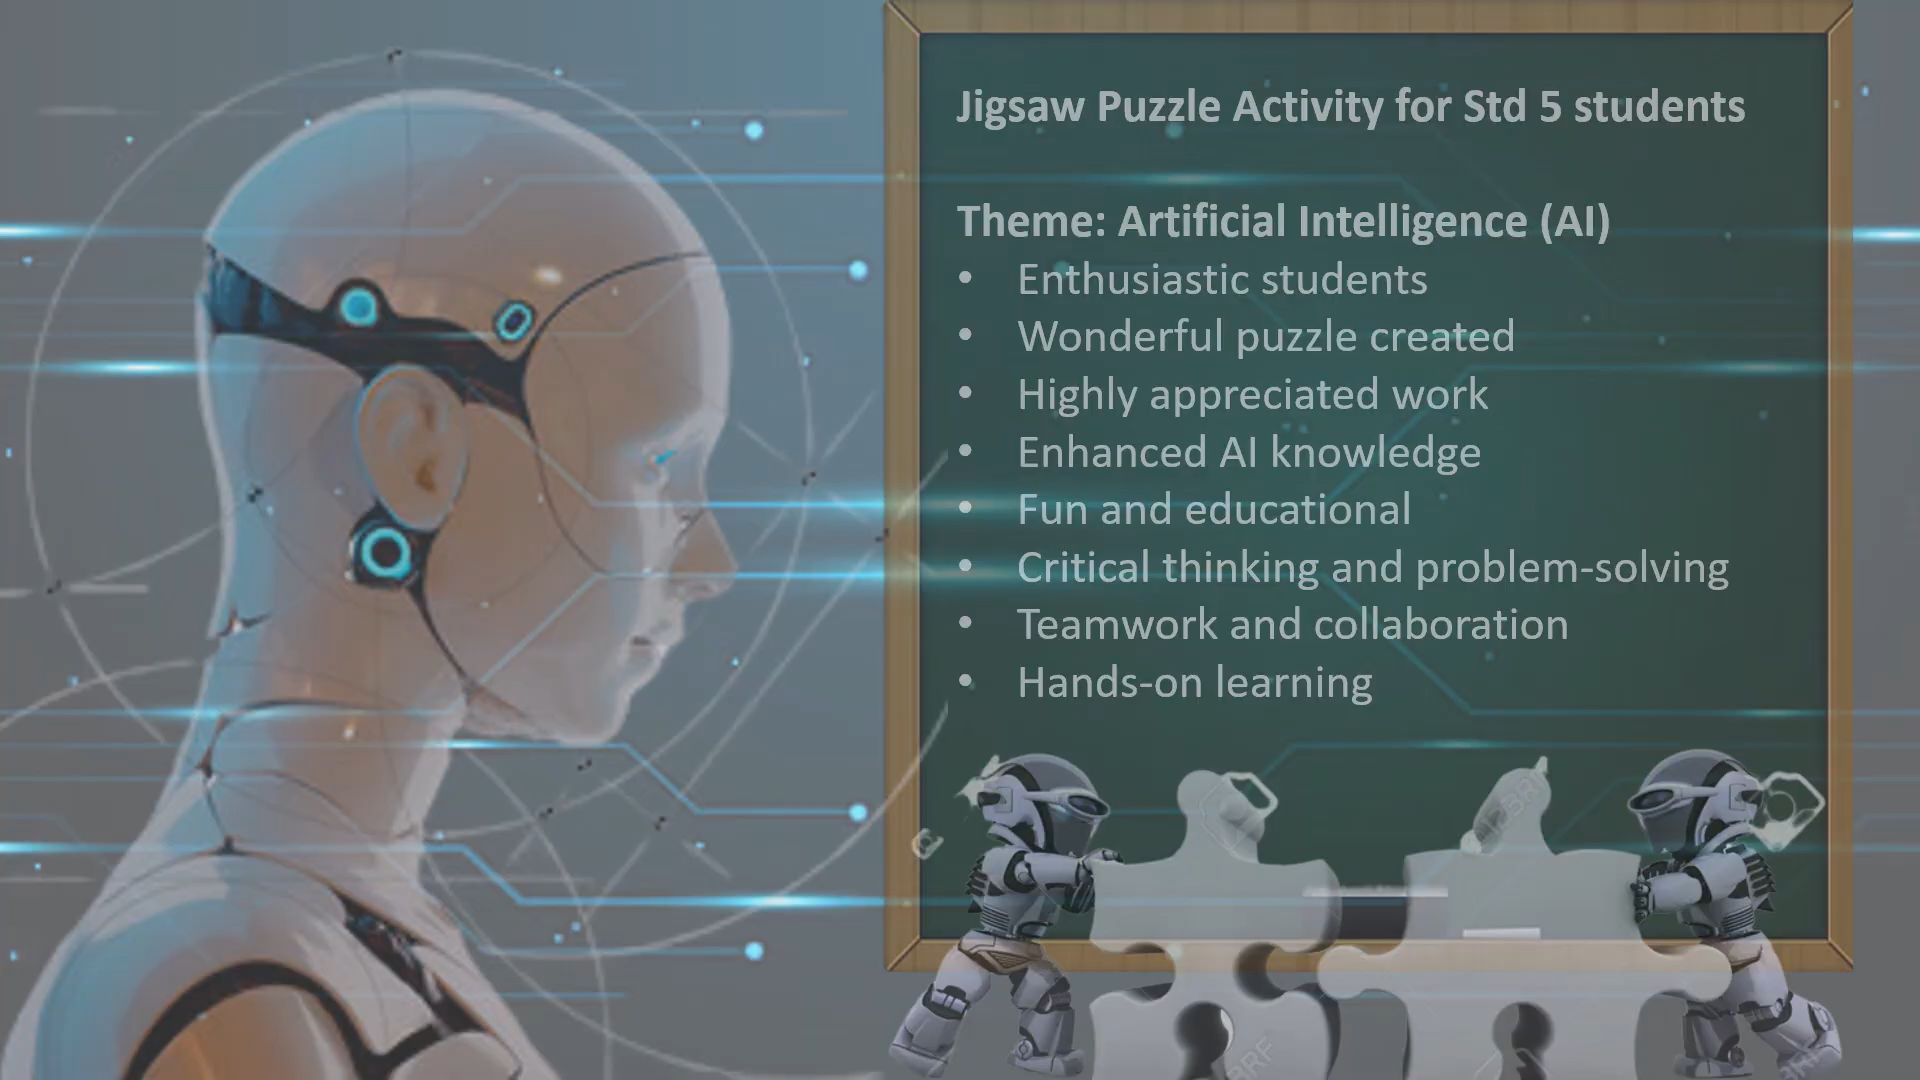 Jigsaw Puzzle Activity for Std 5 students
Theme: Artificial Intelligence (AI)
• Enthusiastic students
• Wonderful puzzle created
• Highly appreciated work
• Enhanced AI knowledge
• Fun and educational
• Critical thinking and problem-solving
• Teamwork and collaboration
• Hands-on learning